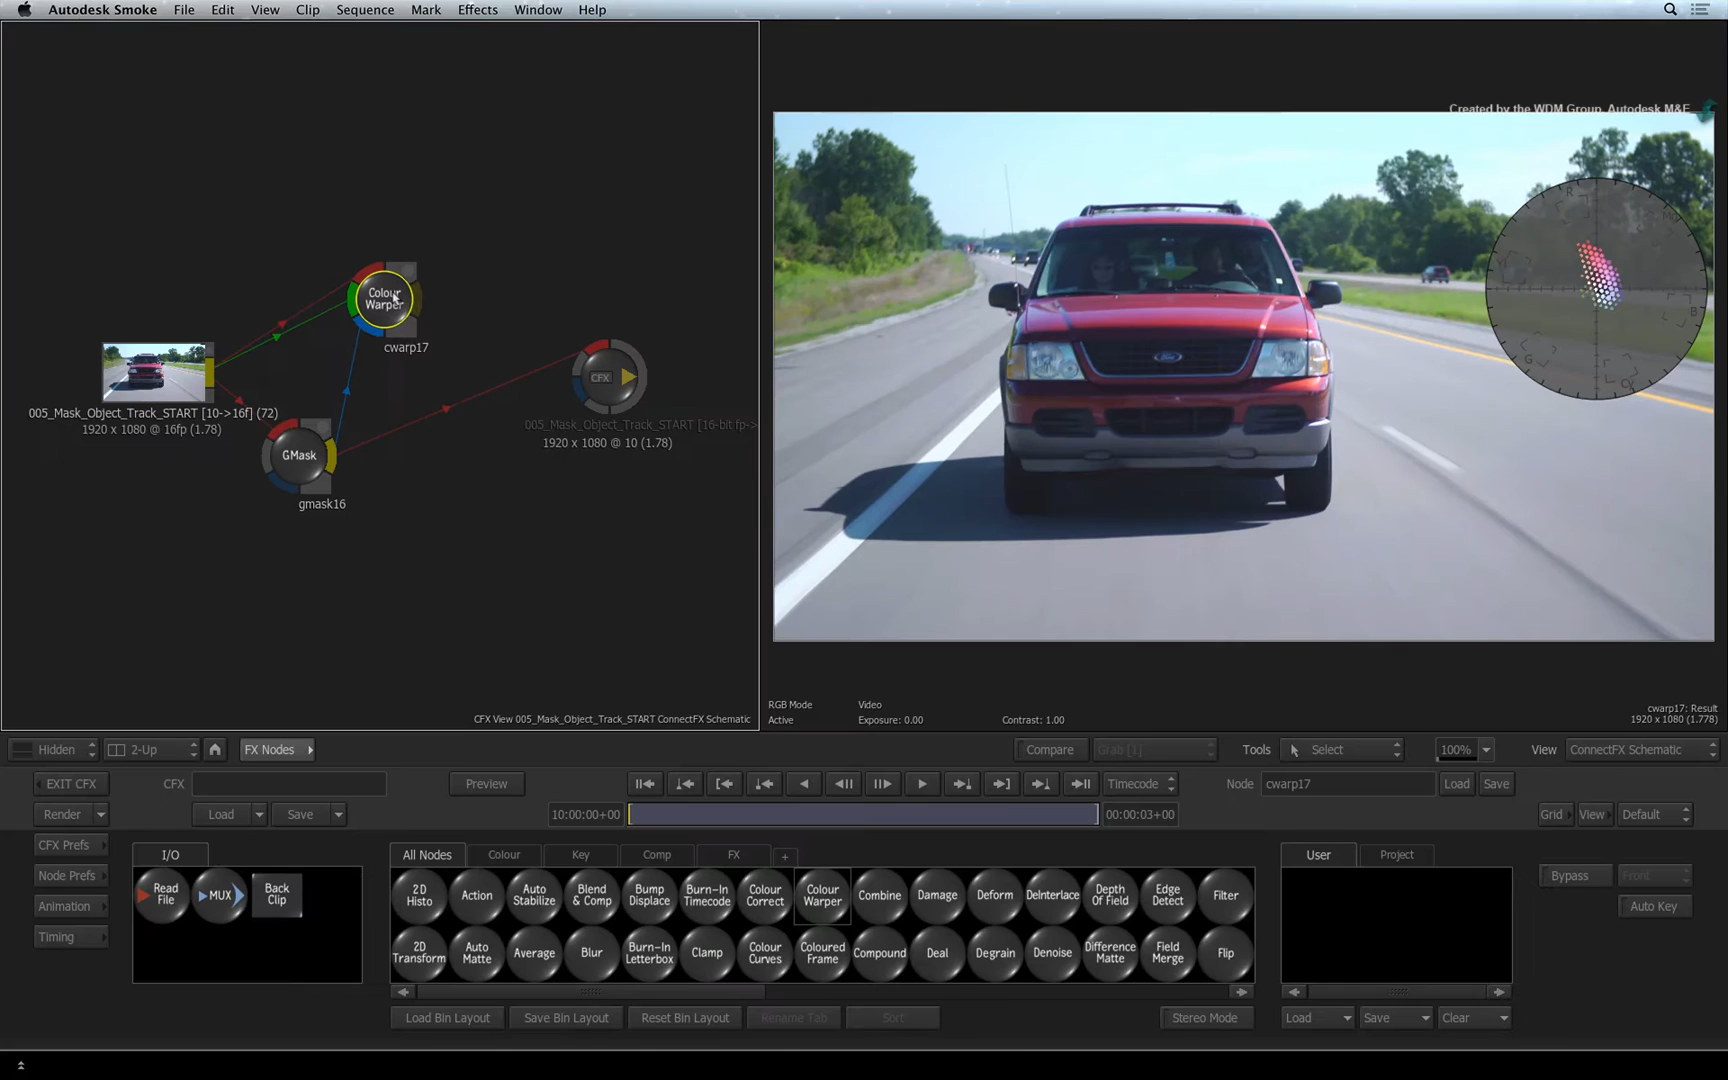 Autodesk Smoke File Edit View Clip Sequence Mark Effects Window Help
Created by the WDM Group, Autodesk M&E
Colour
Warper
cwarp17
005_Mask_Object_Track_START [10->16f] (72)
1920 x 1080 @ 16fp (1.78)
GMask
gmask16
CFX
005_Mask_Object_Track_START [16-bit fp->
1920 x 1080 @ 10 (1.78)
R
B
G
Ford
CFX View 005_Mask_Object_Track_START ConnectFX Schematic
RGB Mode Video
Active Exposure: 0.00 Contrast: 1.00
cwarp17: Result
1920 x 1080 (1.778)
Hidden 2-Up FX Nodes Compare Grab [1] Tools Select 100% View ConnectFX Schematic
EXIT CFX CFX Preview Timecode Node cwarp17 Load Save
Render Load Save 10:00:00+00 00:00:03+00 Grid View Default
CFX Prefs
Node Prefs
Animation
Timing
I/O
Read
File
MUX
Back
Clip
All Nodes Colour Key Comp FX +
2D
Histo
Action
Auto
Stabilize
Blend
& Comp
Bump
Displace
Burn-In
Timecode
Colour
Correct
Colour
Warper
Combine
Damage
Deform
DeInterlace
Depth
Of Field
Edge
Detect
Filter
2D
Transform
Auto
Matte
Average
Blur
Burn-In
Letterbox
Clamp
Colour
Curves
Coloured
Frame
Compound
Deal
Degrain
Denoise
Difference
Matte
Field
Merge
Flip
Load Bin Layout Save Bin Layout Reset Bin Layout Rename Tab Sort Stereo Mode
User Project
Load Save Clear
Bypass Front
Auto Key